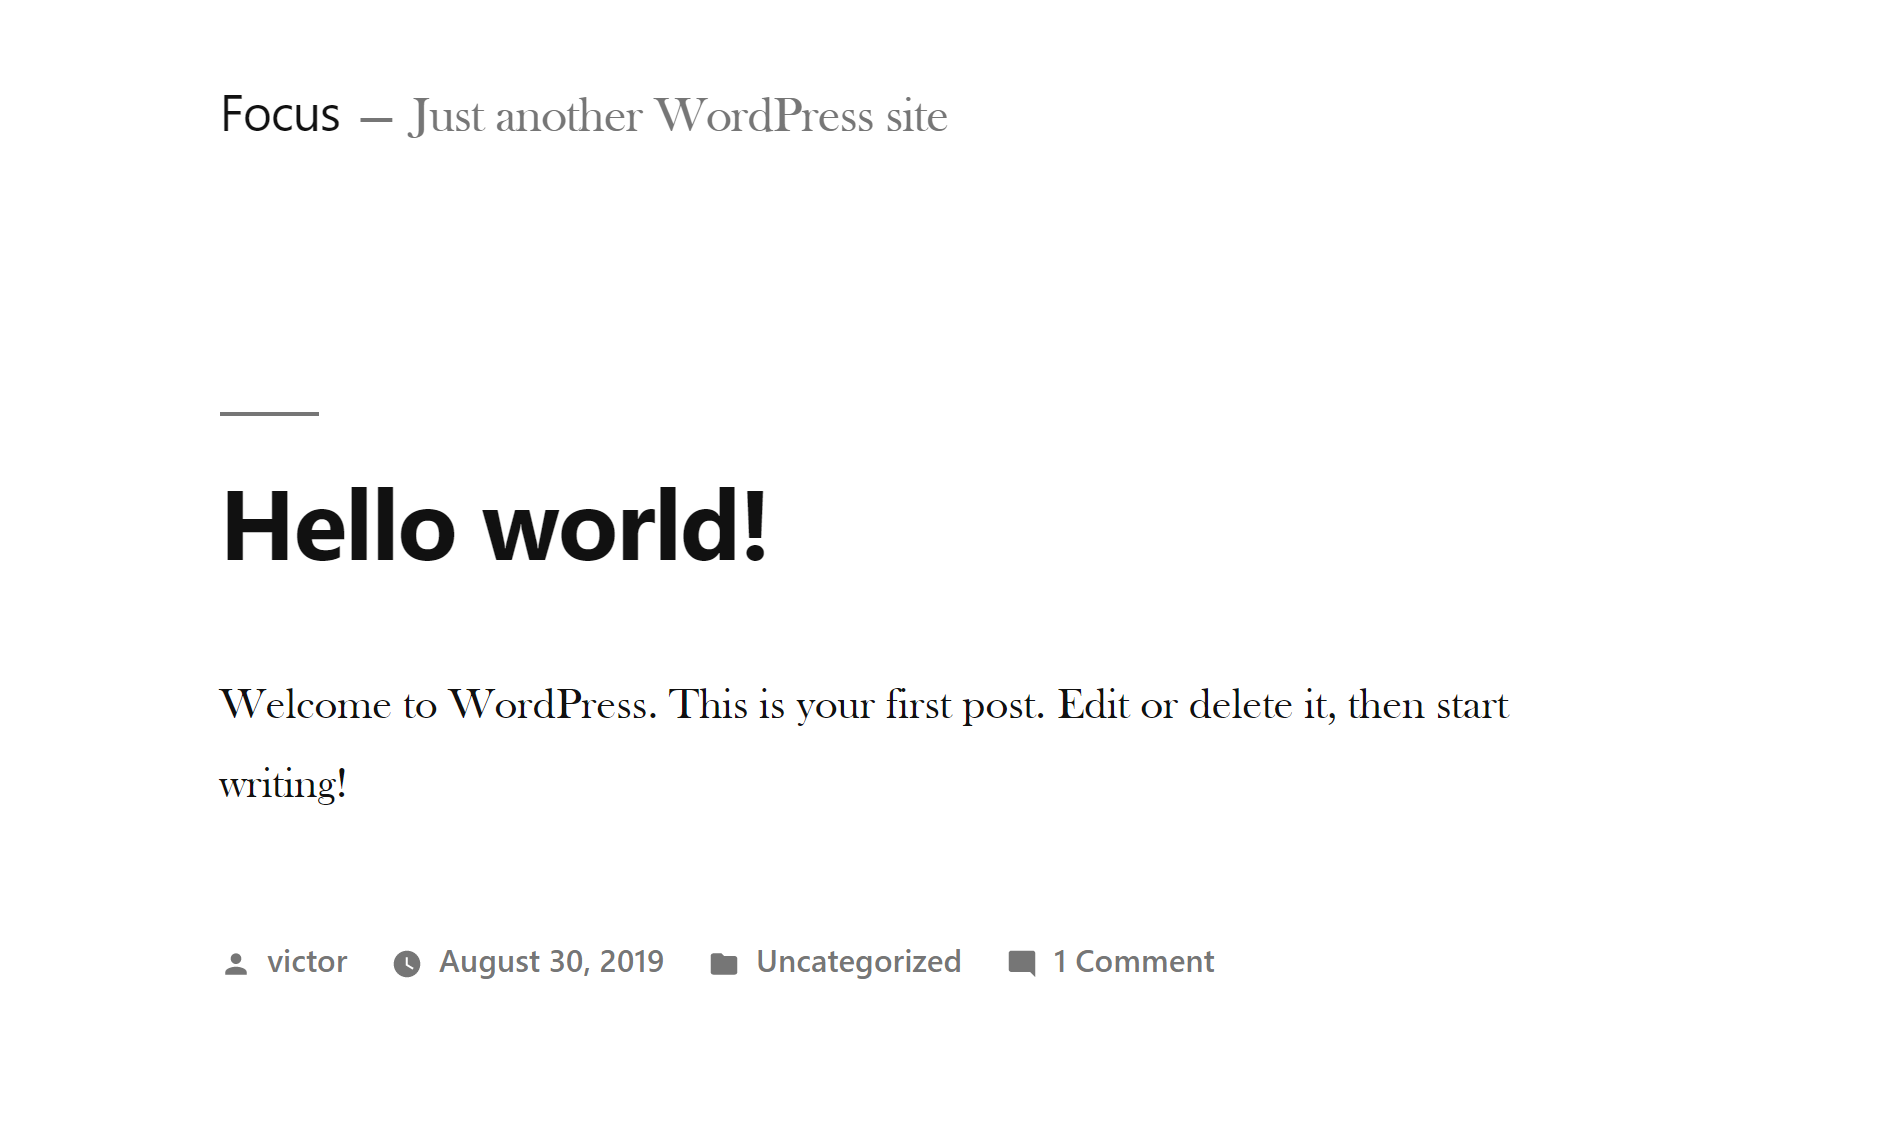 Focus — Just another WordPress site
Hello world!
Welcome to WordPress. This is your first post. Edit or delete it, then start
writing!
victor August 30, 2019 Uncategorized 1 Comment